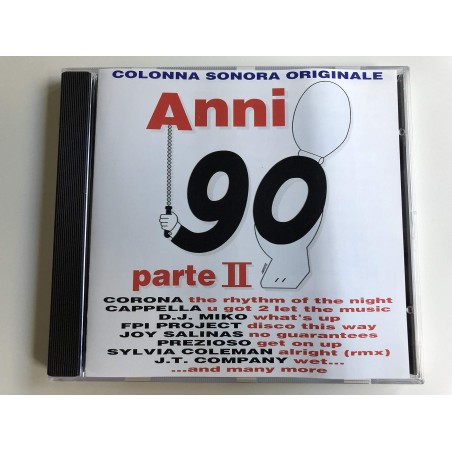 COLONNA SONORA ORIGINALE
Anni
90
parte II
CORONA the rhythm of the night
CAPPELLA u got 2 let the music
D.J. MIKO what's up
FPI PROJECT disco this way
JOY SALINAS no guarantees
PREZIOSO get on up
SYLVIA COLEMAN alright (rmx)
J.T. COMPANY wet...
...and many more